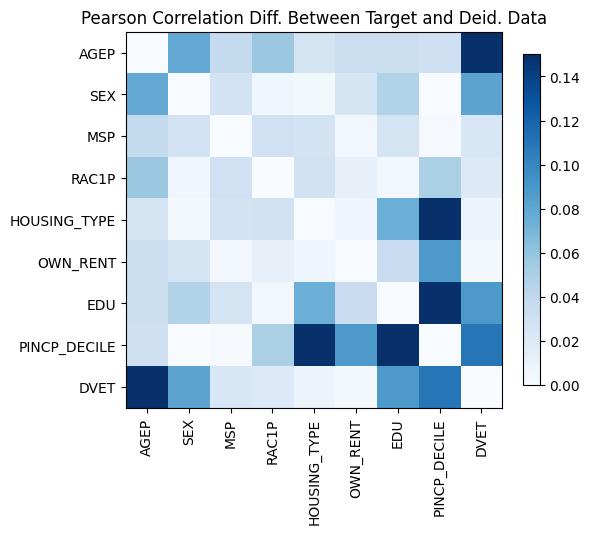 Pearson Correlation Diff. Between Target and Deid. Data
AGEP
SEX
MSP
RAC1P
HOUSING_TYPE
OWN_RENT
EDU
PINCP_DECILE
DVET
AGEP
SEX
MSP
RAC1P
HOUSING_TYPE
OWN_RENT
EDU
PINCP_DECILE
DVET
0.14
0.12
0.10
0.08
0.06
0.04
0.02
0.00